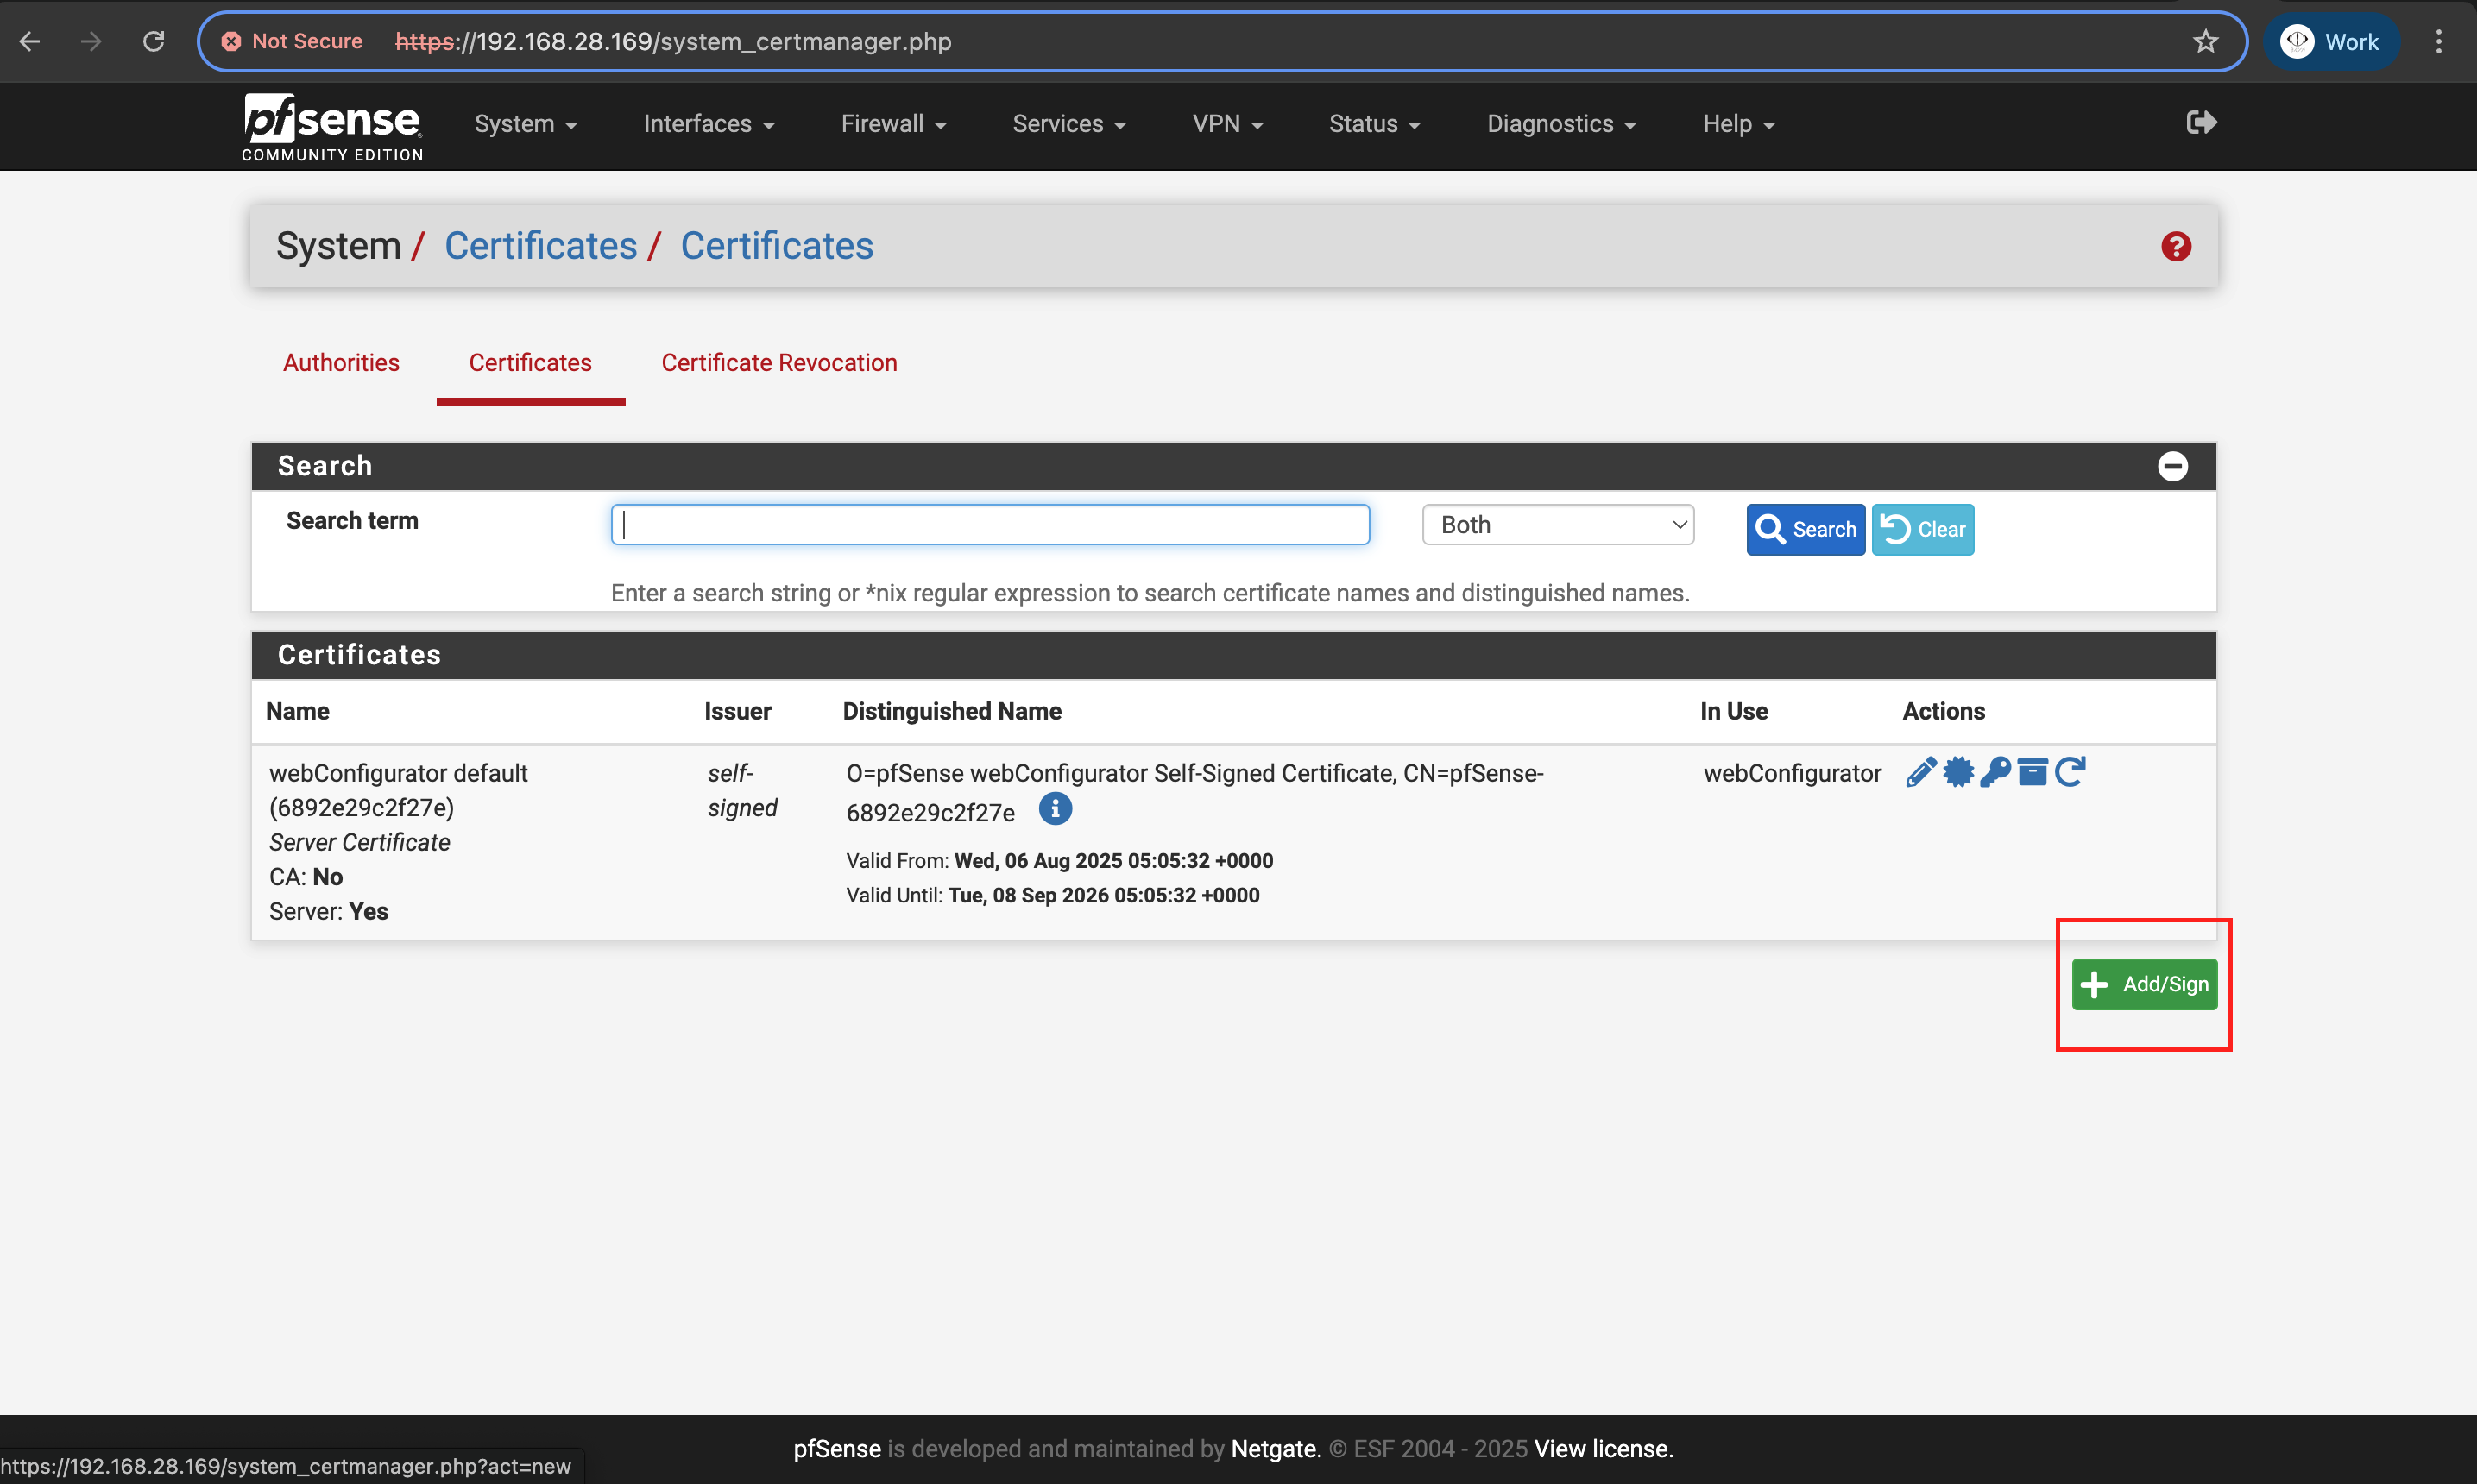 Not Secure https://192.168.28.169/system_certmanager.php Work
pfsense COMMUNITY EDITION
System Interfaces Firewall Services VPN Status Diagnostics Help
System / Certificates / Certificates
Authorities Certificates Certificate Revocation
Search
Search term Both Search Clear
Enter a search string or *nix regular expression to search certificate names and distinguished names.
Certificates
Name Issuer Distinguished Name In Use Actions
webConfigurator default
(6892e29c2f27e)
Server Certificate
CA: No
Server: Yes
self-
signed
O=pfSense webConfigurator Self-Signed Certificate, CN=pfSense-
6892e29c2f27e
Valid From: Wed, 06 Aug 2025 05:05:32 +0000
Valid Until: Tue, 08 Sep 2026 05:05:32 +0000
webConfigurator
Add/Sign
pfSense is developed and maintained by Netgate. © ESF 2004 - 2025 View license.
https://192.168.28.169/system_certmanager.php?act=new